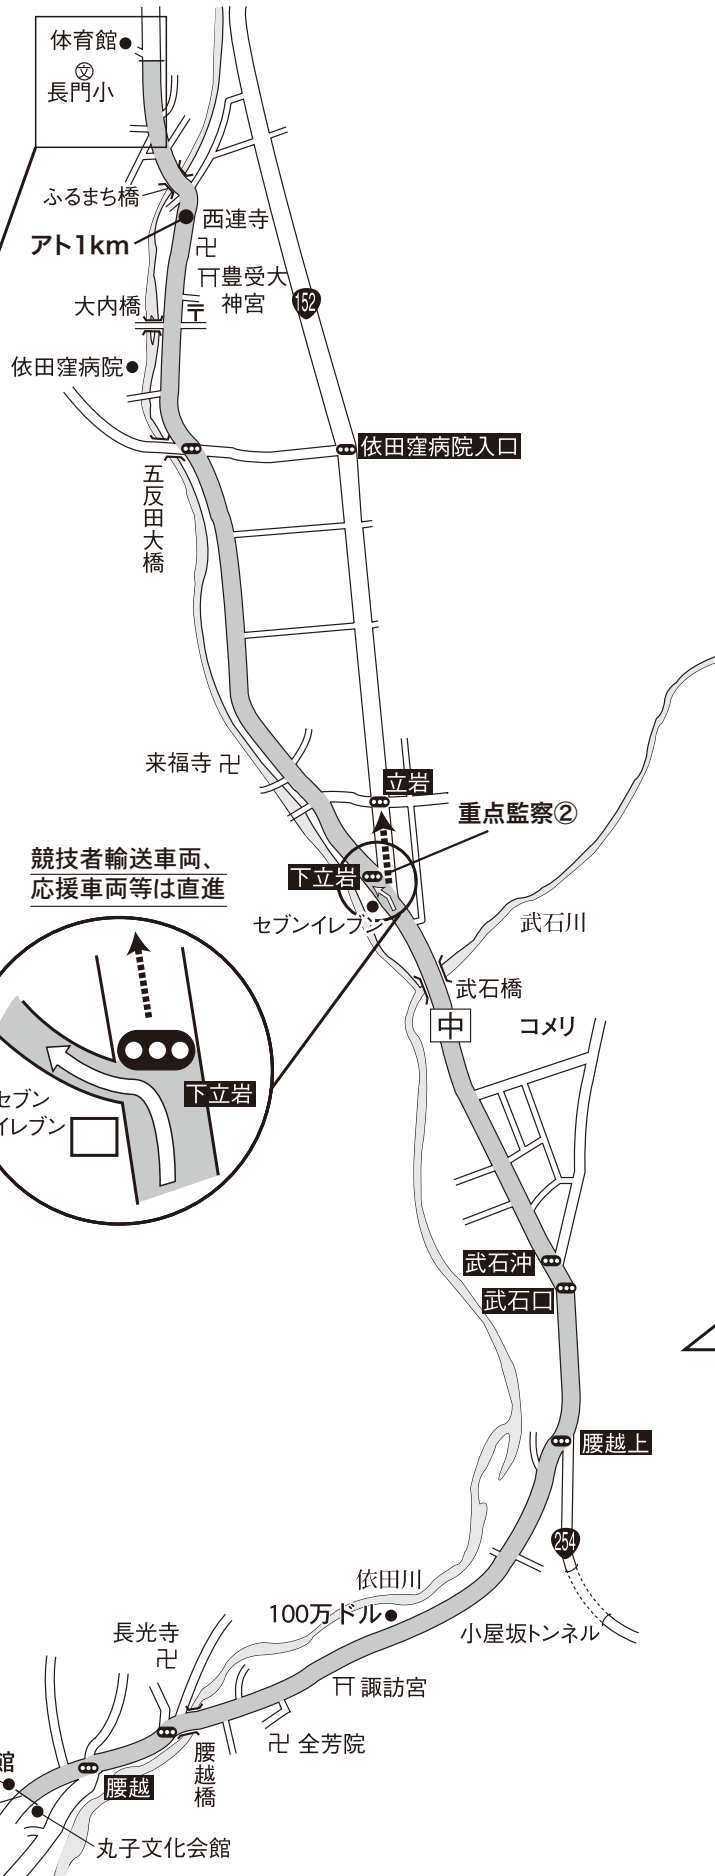 体育館
文
長門小
ふるまち橋
西連寺
アト1km
豊受大
神宮
大内橋
152
依田窪病院
依田窪病院入口
五反田大橋
来福寺
立岩
重点監察②
競技者輸送車両、
応援車両等は直進
下立岩
セブンイレブン
武石川
武石橋
中
コメリ
下立岩
セブン
イレブン
武石沖
武石口
腰越上
254
依田川
100万ドル
小屋坂トンネル
長光寺
諏訪宮
全芳院
腰越橋
館
腰越
丸子文化会館